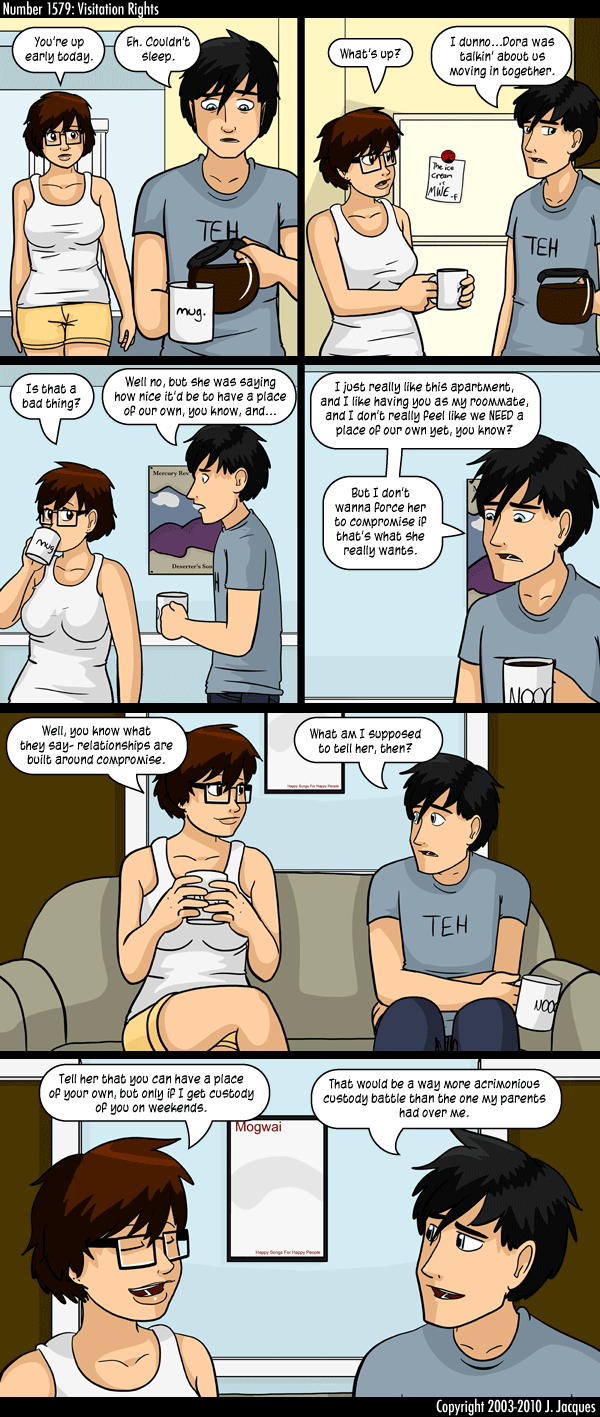 Number 1579: Visitation Rights
You're up
early today.
Eh. Couldn't
sleep.
TEH
mug.
What's up?
I dunno...Dora was
talkin' about us
moving in together.
The ice
cream
is
MINE -F
TEH
Is that a
bad thing?
Well no, but she was saying
how nice it'd be to have a place
of our own, you know, and...
mug
Mercury Rev
Deserter's Son
H
I just really like this apartment,
and I like having you as my roommate,
and I don't really feel like we NEED a
place of our own yet, you know?
But I don't
wanna force her
to compromise if
that's what she
really wants.
NOOO
Well, you know what
they say- relationships are
built around compromise.
What am I supposed
to tell her, then?
Happy Songs For Happy People
TEH
NOOO
Tell her that you can have a place
of your own, but only if I get custody
of you on weekends.
That would be a way more acrimonious
custody battle than the one my parents
had over me.
Mogwai
Happy Songs For Happy People
Copyright 2003-2010 J. Jacques